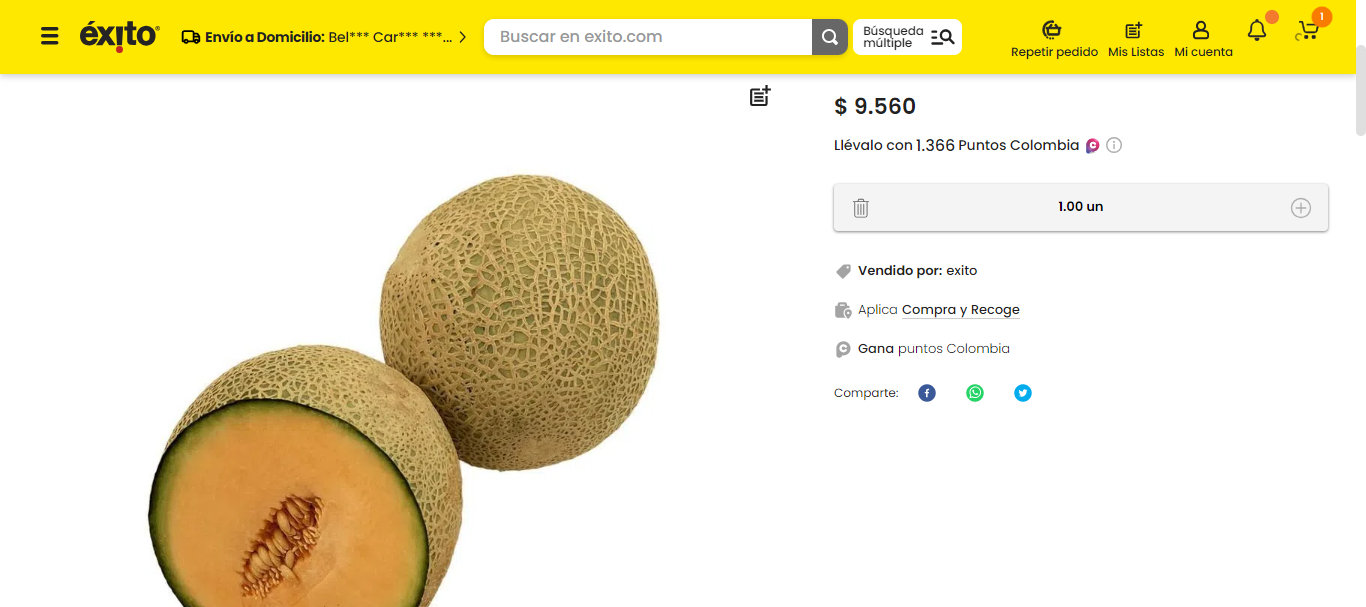 éxito
Envío a Domicilio: Bel*** Car*** ***...
Buscar en exito.com
Búsqueda
múltiple
Repetir pedido
Mis Listas
Mi cuenta
1
$ 9.560
Llévalo con 1.366 Puntos Colombia
1.00 un
Vendido por: exito
Aplica Compra y Recoge
Gana puntos Colombia
Comparte: